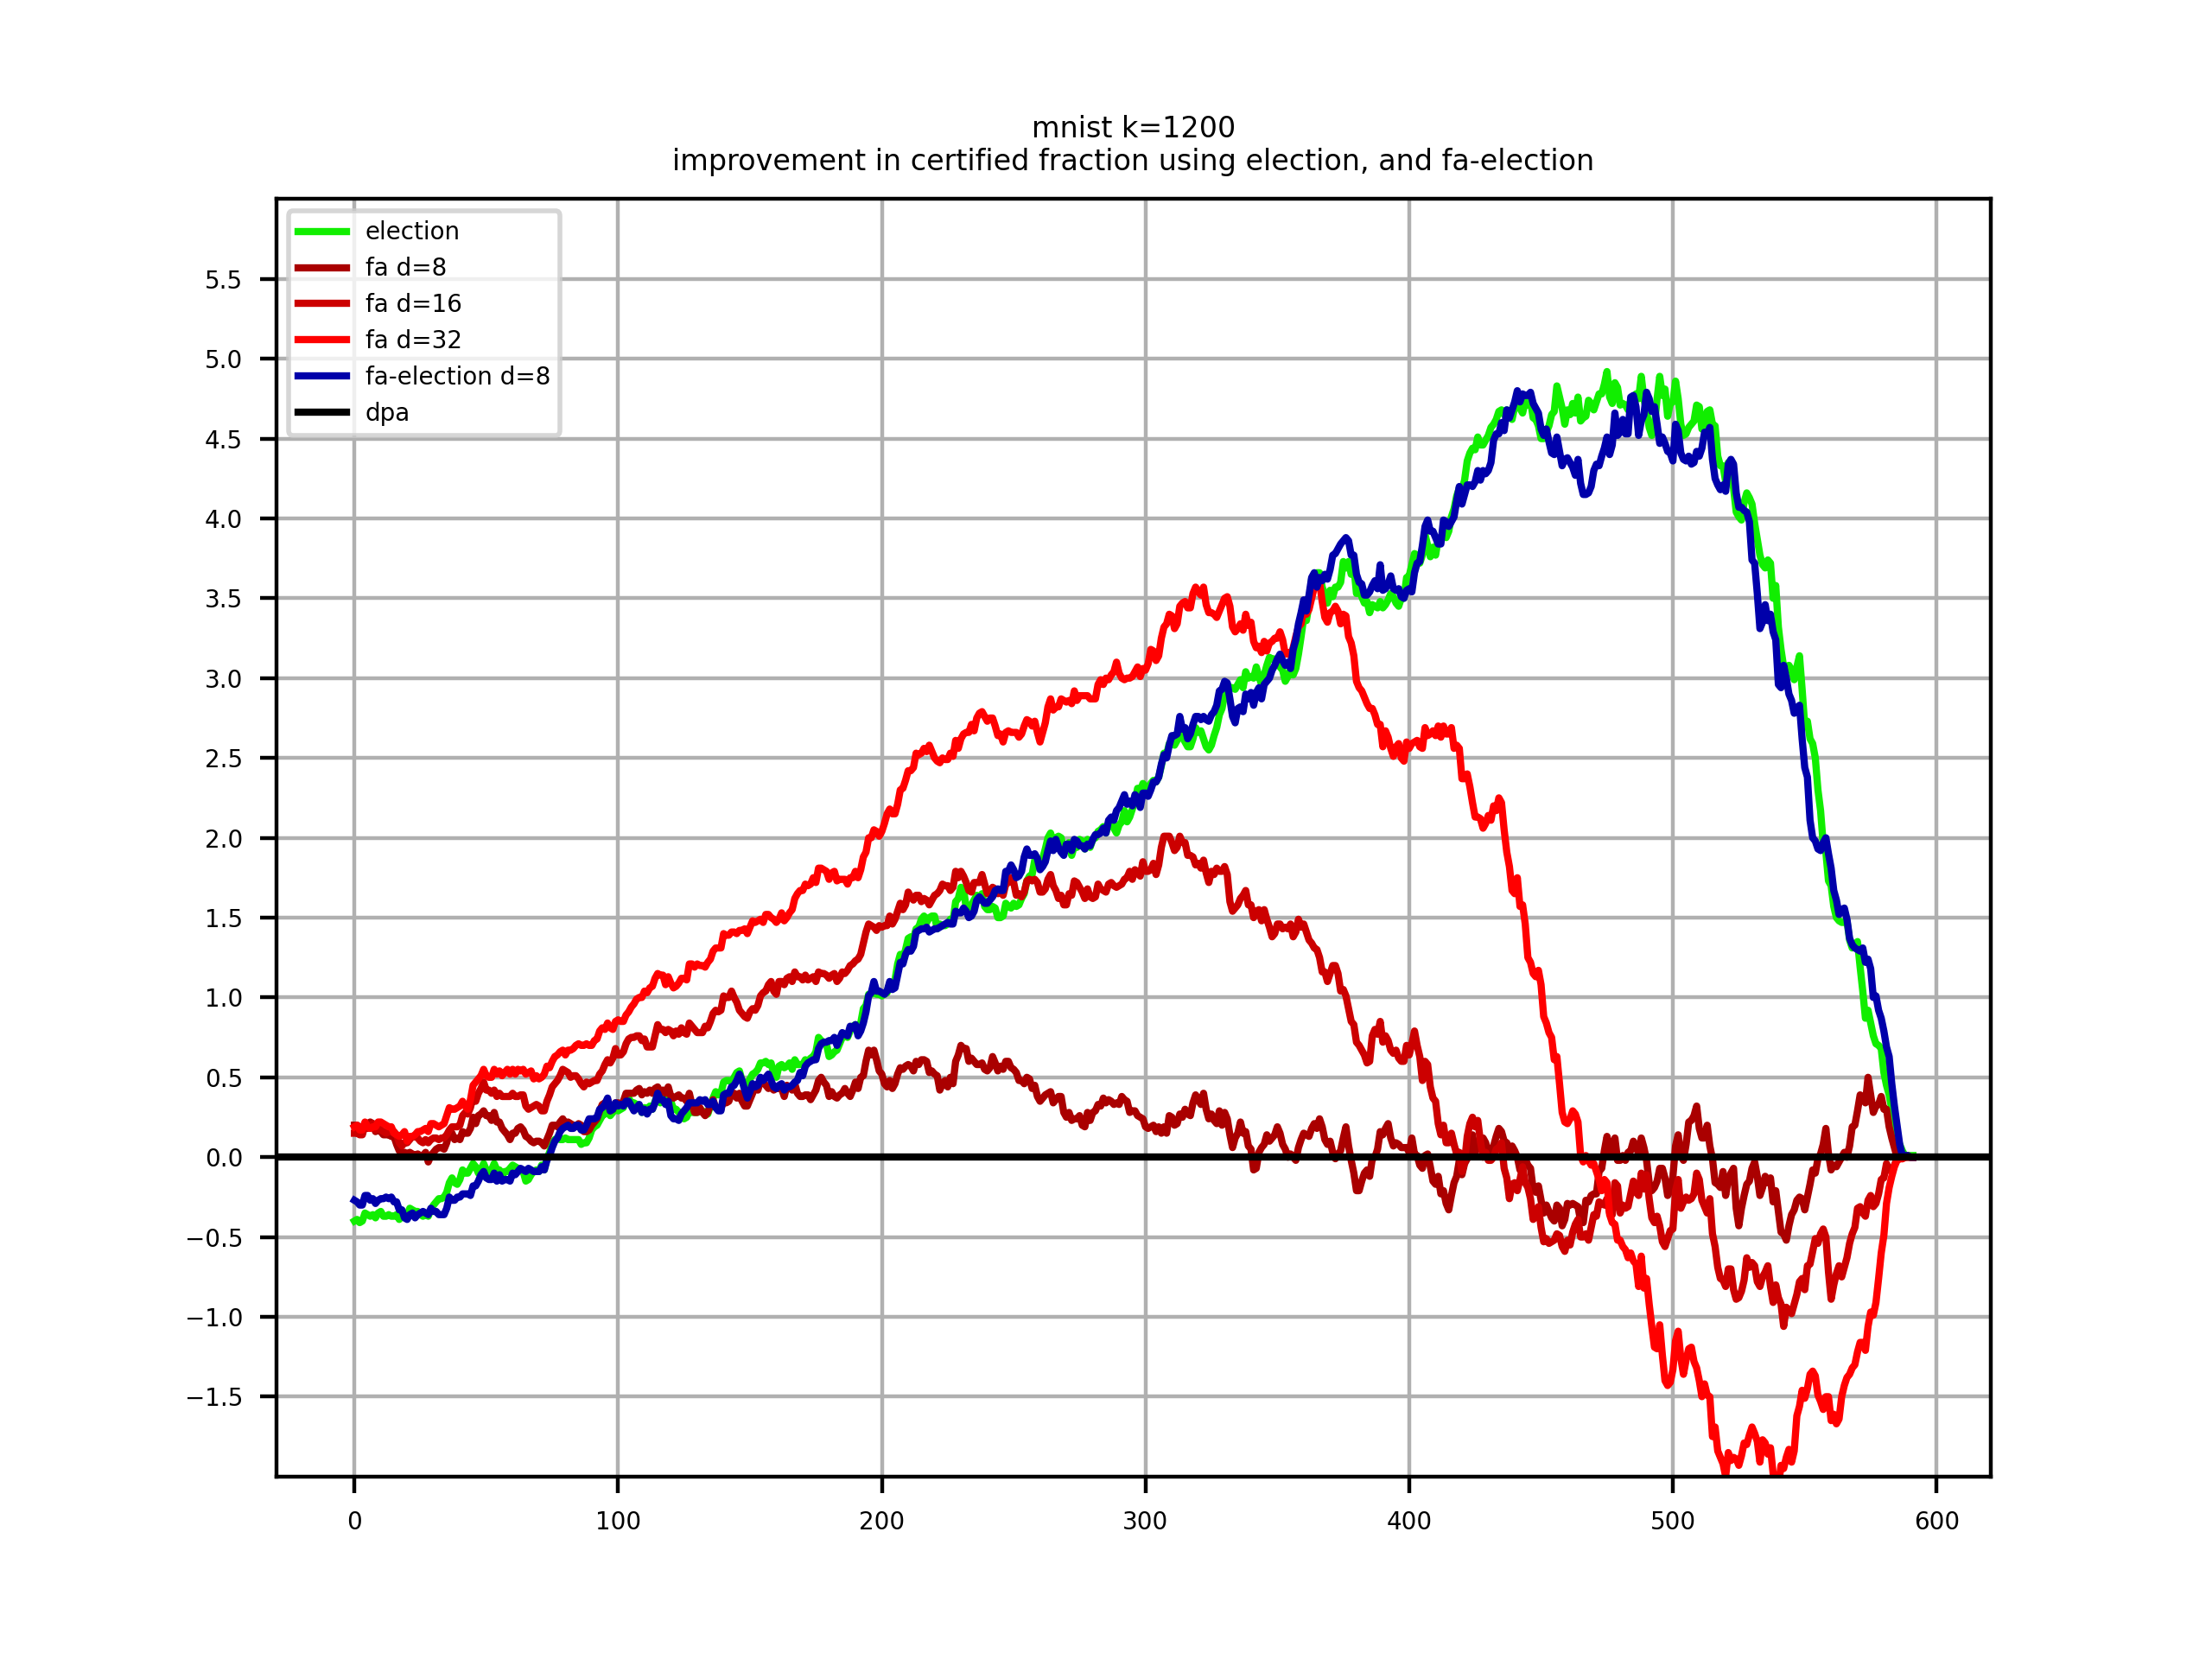 mnist k=1200
improvement in certified fraction using election, and fa-election
election
fa d=8
fa d=16
fa d=32
fa-election d=8
dpa
5.5
5.0
4.5
4.0
3.5
3.0
2.5
2.0
1.5
1.0
0.5
0.0
−0.5
−1.0
−1.5
0 100 200 300 400 500 600